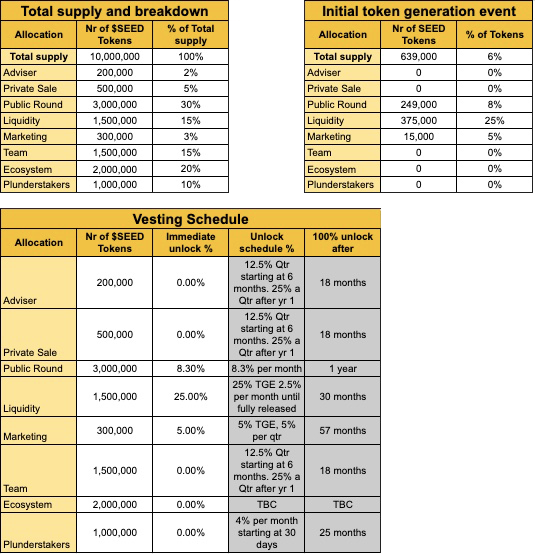 Total supply and breakdown
Allocation | Nr of $SEED Tokens | % of Total supply
Total supply | 10,000,000 | 100%
Adviser | 200,000 | 2%
Private Sale | 500,000 | 5%
Public Round | 3,000,000 | 30%
Liquidity | 1,500,000 | 15%
Marketing | 300,000 | 3%
Team | 1,500,000 | 15%
Ecosystem | 2,000,000 | 20%
Plunderstakers | 1,000,000 | 10%
Initial token generation event
Allocation | Nr of SEED Tokens | % of Tokens
Total supply | 639,000 | 6%
Adviser | 0 | 0%
Private Sale | 0 | 0%
Public Round | 249,000 | 8%
Liquidity | 375,000 | 25%
Marketing | 15,000 | 5%
Team | 0 | 0%
Ecosystem | 0 | 0%
Plunderstakers | 0 | 0%
Vesting Schedule
Allocation | Nr of $SEED Tokens | Immediate unlock % | Unlock schedule % | 100% unlock after
Adviser | 200,000 | 0.00% | 12.5% Qtr starting at 6 months. 25% a Qtr after yr 1 | 18 months
Private Sale | 500,000 | 0.00% | 12.5% Qtr starting at 6 months. 25% a Qtr after yr 1 | 18 months
Public Round | 3,000,000 | 8.30% | 8.3% per month | 1 year
Liquidity | 1,500,000 | 25.00% | 25% TGE 2.5% per month until fully released | 30 months
Marketing | 300,000 | 5.00% | 5% TGE, 5% per qtr | 57 months
Team | 1,500,000 | 0.00% | 12.5% Qtr starting at 6 months. 25% a Qtr after yr 1 | 18 months
Ecosystem | 2,000,000 | 0.00% | TBC | TBC
Plunderstakers | 1,000,000 | 0.00% | 4% per month starting at 30 days | 25 months